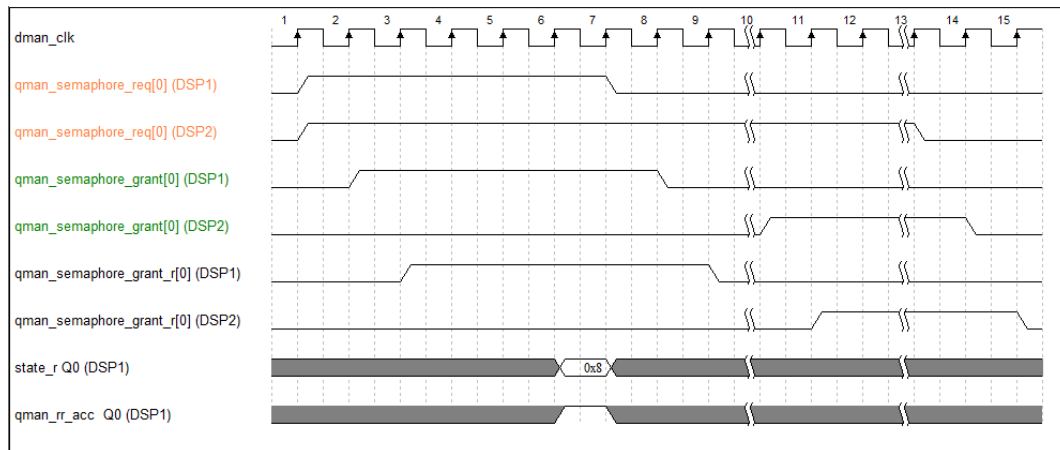 1 2 3 4 5 6 7 8 9 10 11 12 13 14 15
dman_clk
qman_semaphore_req[0] (DSP1)
qman_semaphore_req[0] (DSP2)
qman_semaphore_grant[0] (DSP1)
qman_semaphore_grant[0] (DSP2)
qman_semaphore_grant_r[0] (DSP1)
qman_semaphore_grant_r[0] (DSP2)
state_r Q0 (DSP1) 0x8
qman_rr_acc Q0 (DSP1)